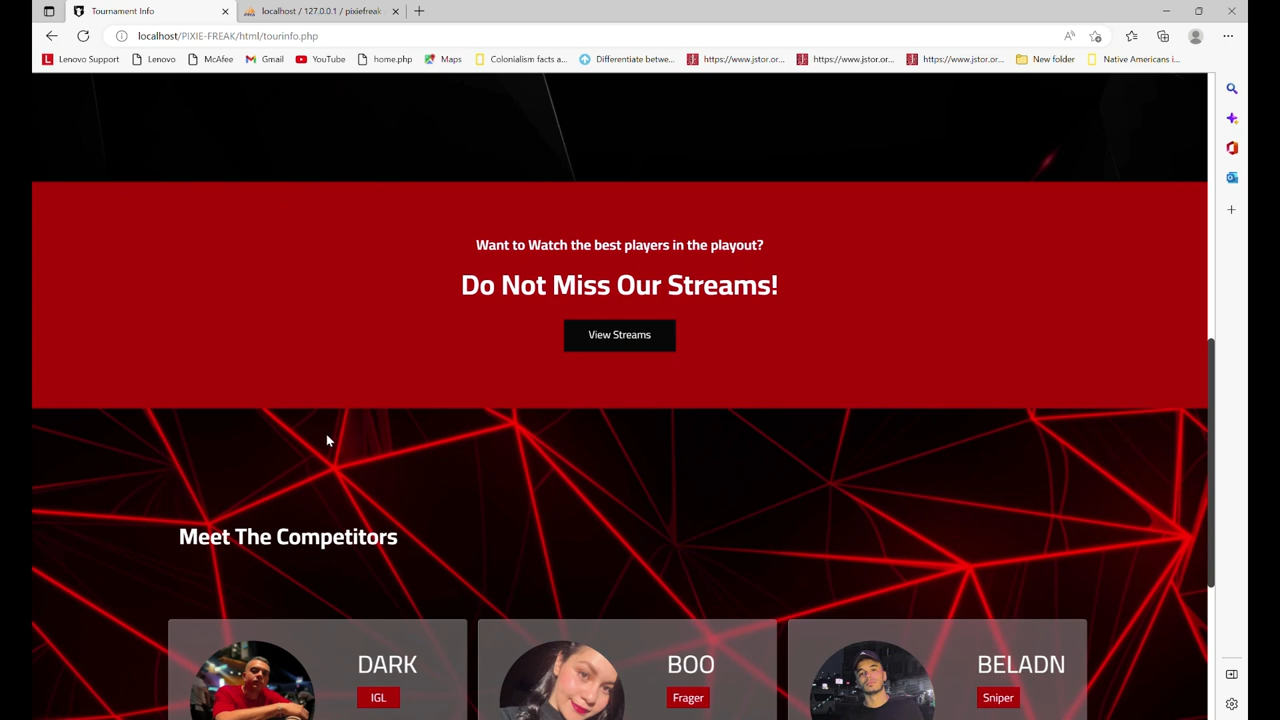 Tournament Info
localhost / 127.0.0.1 / pixiefreak
localhost/PIXIE-FREAK/html/tourinfo.php
Lenovo Support
Lenovo
McAfee
Gmail
YouTube
home.php
Maps
Colonialism facts a...
Differentiate betwe...
https://www.jstor.or...
https://www.jstor.or...
https://www.jstor.or...
New folder
Native Americans i...
Want to Watch the best players in the playout?
Do Not Miss Our Streams!
View Streams
Meet The Competitors
DARK
IGL
BOO
Frager
BELADN
Sniper